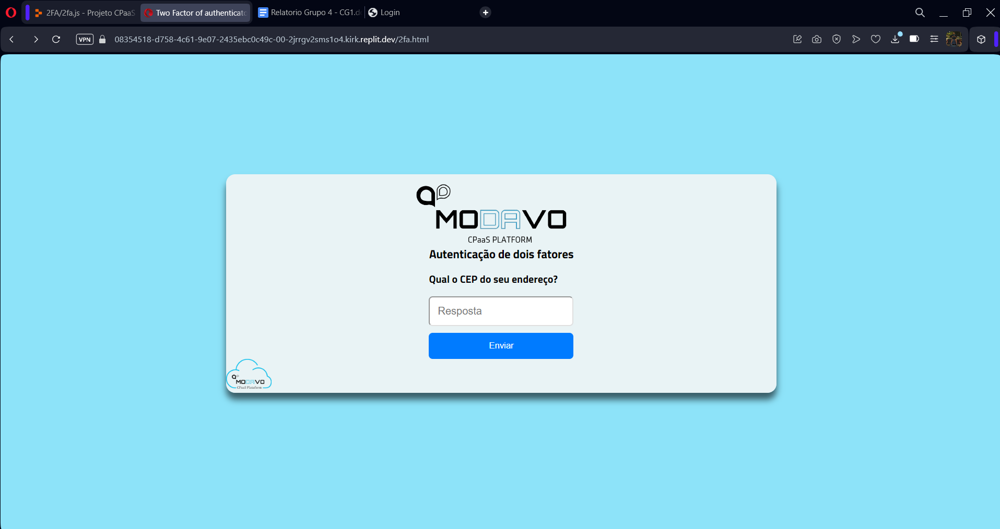 2FA/2fa.js - Projeto CPaaS
Two Factor of authenticato
Relatorio Grupo 4 - CG1.do
Login
VPN
08354518-d758-4c61-9e07-2435ebc0c49c-00-2jrrgv2sms1o4.kirk.replit.dev/2fa.html
MODAVO
CPaaS PLATFORM
Autenticação de dois fatores
Qual o CEP do seu endereço?
Resposta
Enviar
MODAVO
CPaaS Plataform